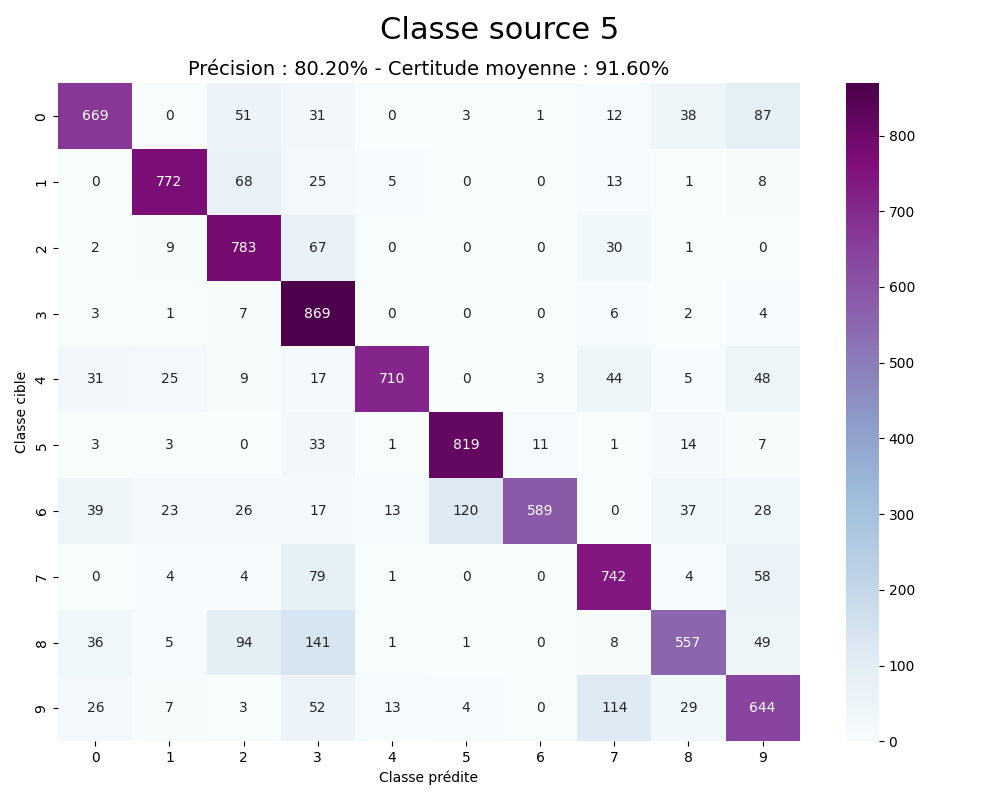 Classe source 5
Précision : 80.20% - Certitude moyenne : 91.60%
Classe cible
0 669 0 51 31 0 3 1 12 38 87
1 0 772 68 25 5 0 0 13 1 8
2 2 9 783 67 0 0 0 30 1 0
3 3 1 7 869 0 0 0 6 2 4
4 31 25 9 17 710 0 3 44 5 48
5 3 3 0 33 1 819 11 1 14 7
6 39 23 26 17 13 120 589 0 37 28
7 0 4 4 79 1 0 0 742 4 58
8 36 5 94 141 1 1 0 8 557 49
9 26 7 3 52 13 4 0 114 29 644
0 1 2 3 4 5 6 7 8 9
Classe prédite
800
700
600
500
400
300
200
100
0